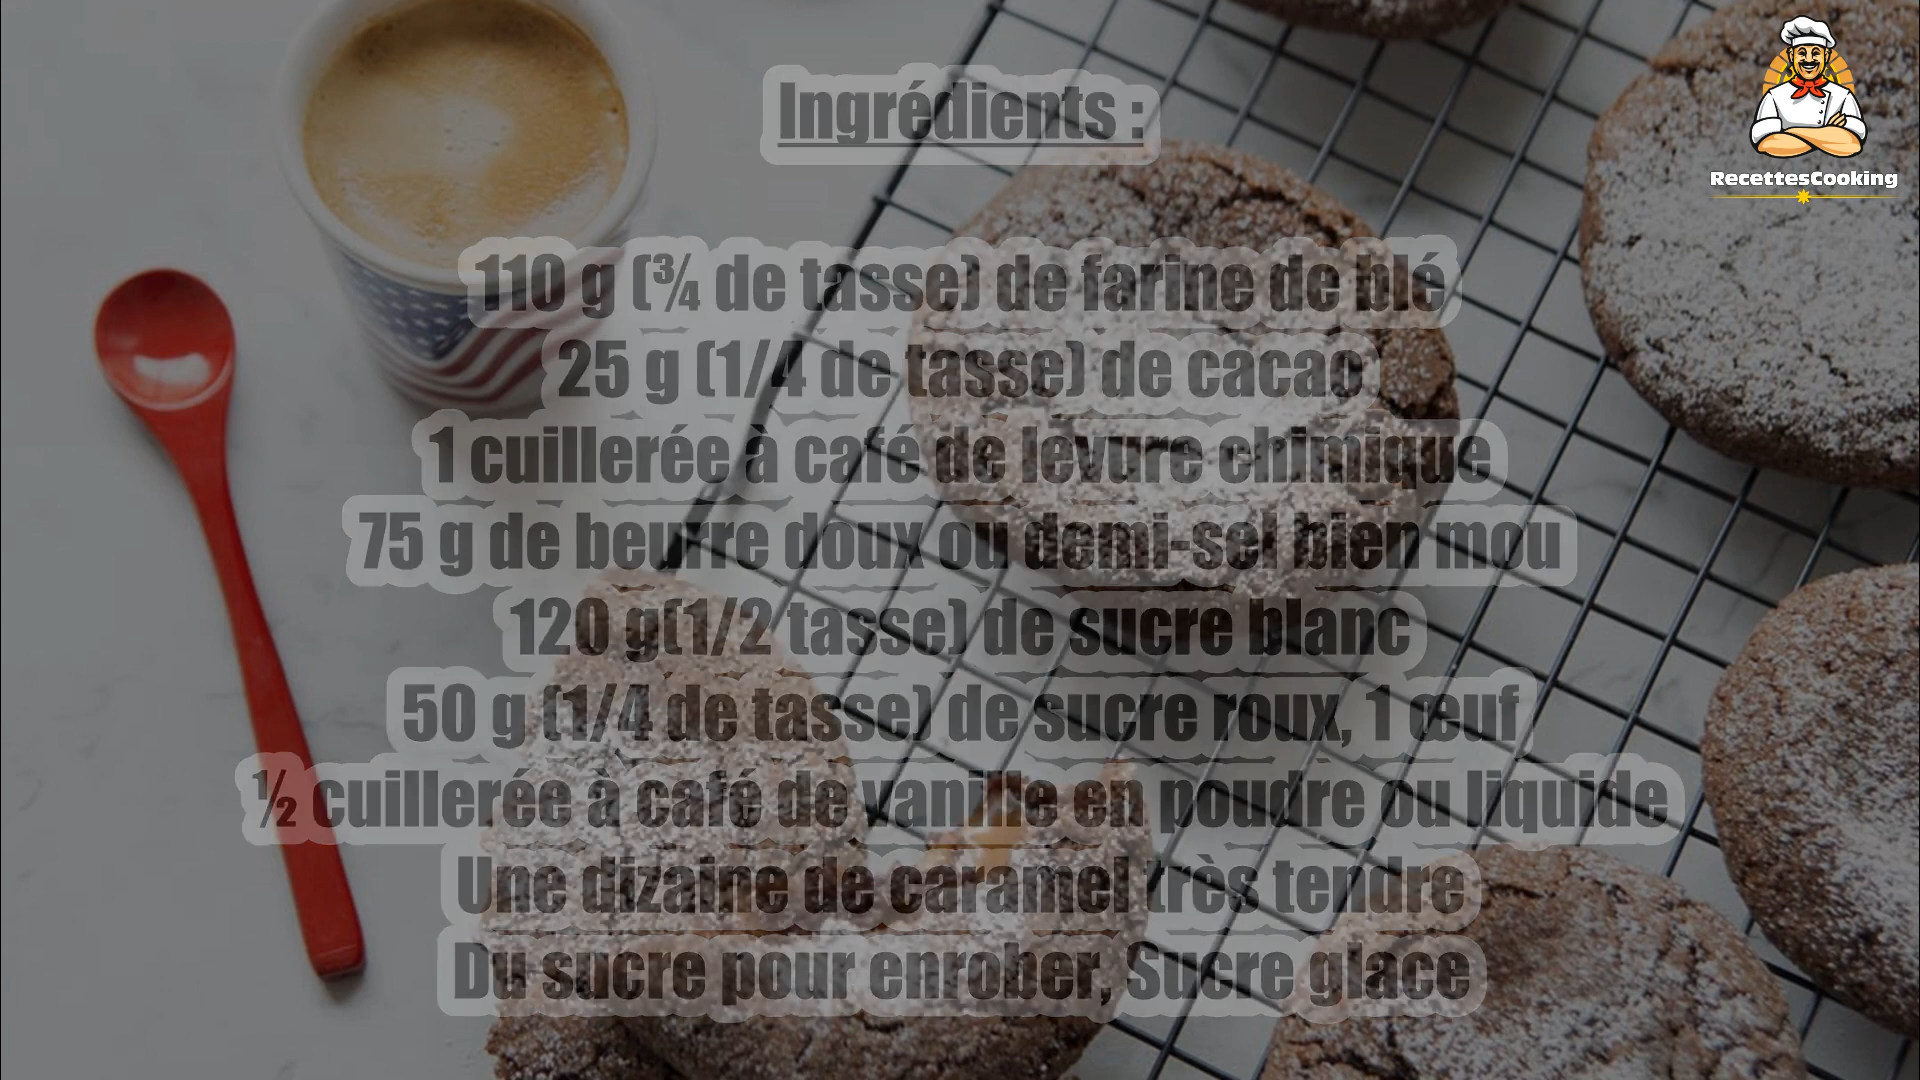 Ingrédients :
RecettesCooking
110 g (¾ de tasse) de farine de blé
25 g (1/4 de tasse) de cacao
1 cuillerée à café de levure chimique
75 g de beurre doux ou demi-sel bien mou
120 g(1/2 tasse) de sucre blanc
50 g (1/4 de tasse) de sucre roux, 1 œuf
½ cuillerée à café de vanille en poudre ou liquide
Une dizaine de caramel très tendre
Du sucre pour enrober, Sucre glace